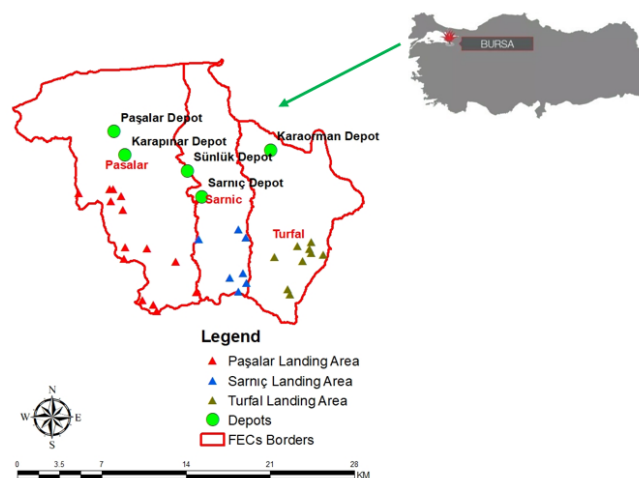 BURSA
Paşalar Depot
Karapınar Depot
Karaorman Depot
Pasalar
Sünlük Depot
Sarnıç Depot
Sarnic
Turfal
Legend
Paşalar Landing Area
Sarnıç Landing Area
Turfal Landing Area
Depots
FECs Borders
N
W E
S
0 3.5 7 14 21 28
KM